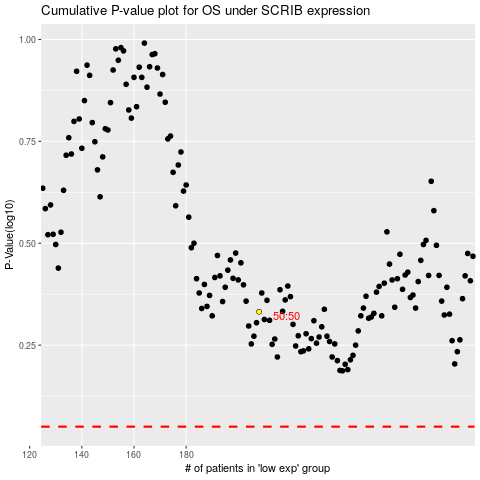 Cumulative P-value plot for OS under SCRIB expression
P-Value(log10)
1.00
0.75
0.50
0.25
50:50
120 140 160 180
# of patients in 'low exp' group